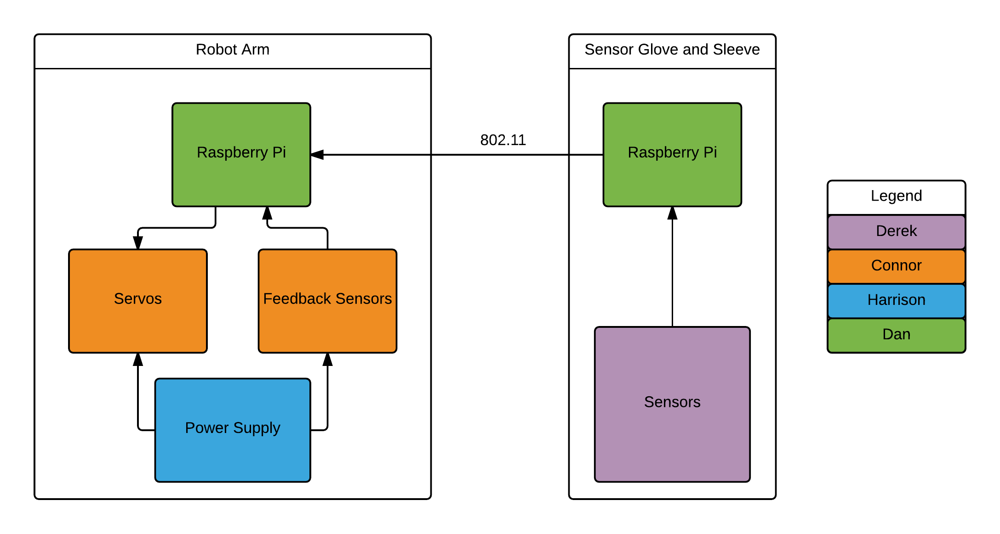 Robot Arm
Sensor Glove and Sleeve
802.11
Raspberry Pi
Raspberry Pi
Legend
Derek
Connor
Harrison
Dan
Servos
Feedback Sensors
Sensors
Power Supply